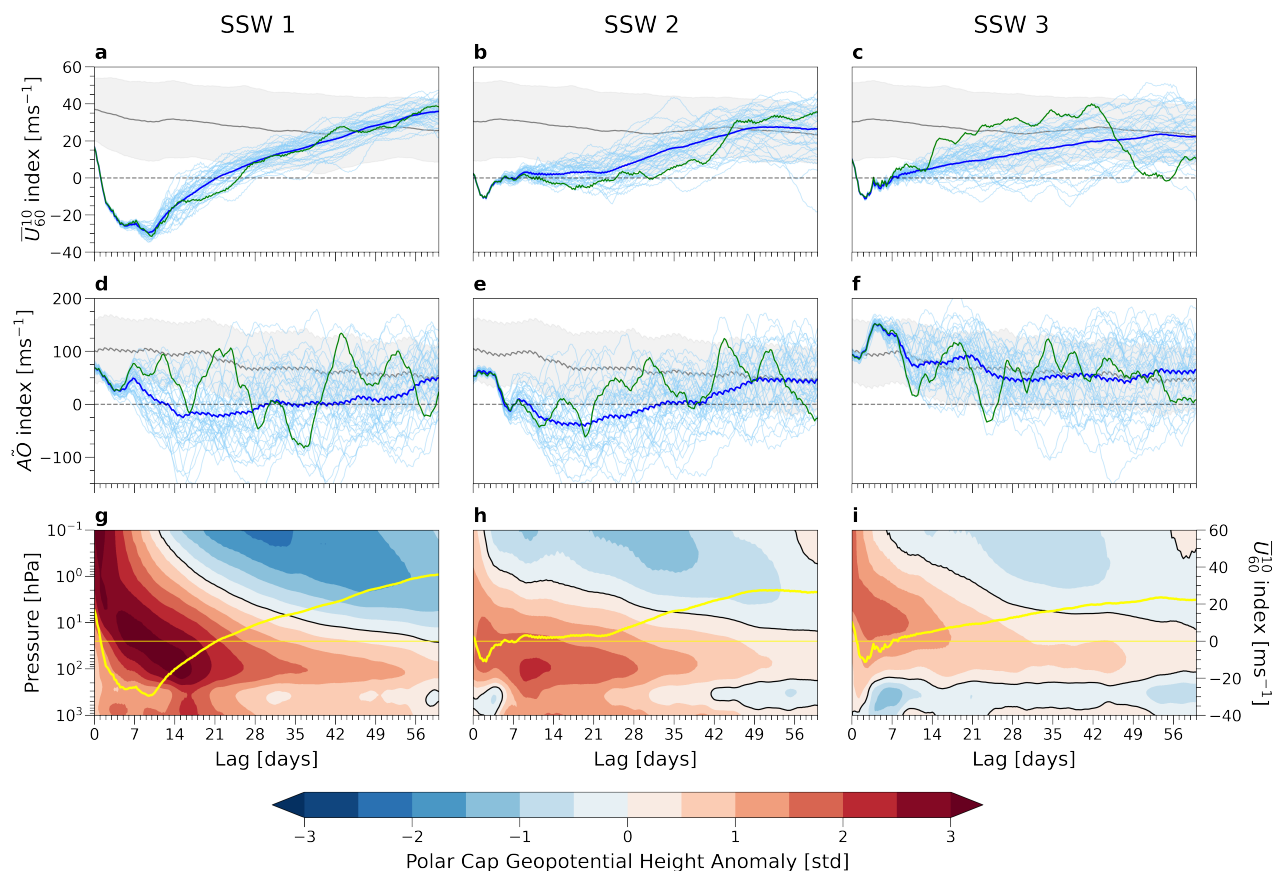 SSW 1 SSW 2 SSW 3
a b c
60
40
20
0
−20
−40
U̅¹⁰₆₀ index [ms⁻¹]
d e f
200
100
0
−100
ÃO index [ms⁻¹]
g h i
10⁻¹
10⁰
10¹
10²
10³
Pressure [hPa]
60
40
20
0
−20
−40
U̅¹⁰₆₀ index [ms⁻¹]
0 7 14 21 28 35 42 49 56 0 7 14 21 28 35 42 49 56 0 7 14 21 28 35 42 49 56
Lag [days] Lag [days] Lag [days]
−3 −2 −1 0 1 2 3
Polar Cap Geopotential Height Anomaly [std]